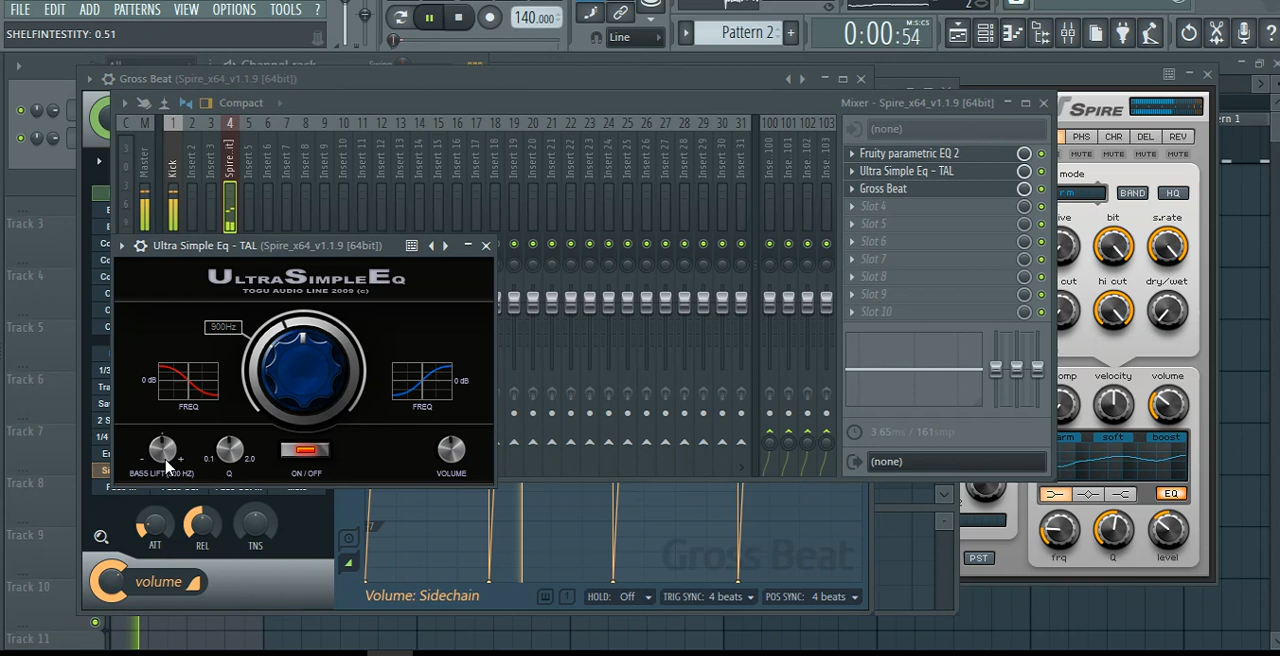 FILE EDIT ADD PATTERNS VIEW OPTIONS TOOLS ?
SHELFINTESTITY: 0.51
140.000
Line
Pattern 2
+
0:00:54
M:S:CS
Gross Beat (Spire_x64_v1.1.9 [64bit])
Compact
Mixer - Spire_x64_v1.1.9 [64bit]
C M 1 2 3 4 5 6 7 8 9 10 11 12 13 14 15 16 17 18 19 20 21 22 23 24 25 26 27 28 29 30 31 100 101 102 103
Master
Kick
Insert 2
Insert 3
Insert 5
Insert 6
Insert 7
Insert 8
Insert 9
Insert 10
Insert 11
Insert 12
Insert 13
Insert 14
Insert 15
Insert 16
Insert 17
Insert 18
Insert 19
Insert 20
Insert 21
Insert 22
Insert 23
Insert 24
Insert 25
Insert 26
Insert 27
Insert 28
Insert 29
Insert 30
Insert 31
(none)
Fruity parametric EQ 2
Ultra Simple Eq - TAL
Gross Beat
Slot 4
Slot 5
Slot 6
Slot 7
Slot 8
Slot 9
Slot 10
3.65ms / 161smp
(none)
Track 3
Track 4
Track 5
Track 6
Track 7
Track 8
Track 9
Track 10
Track 11
Ultra Simple Eq - TAL (Spire_x64_v1.1.9 [64bit])
ULTRASIMPLEEQ
TOGU AUDIO LINE 2009 (c)
900Hz
0 dB
FREQ
0 dB
FREQ
- +
0.1 2.0
Q
ON / OFF
VOLUME
ATT REL TNS
volume
Gross Beat
Volume: Sidechain
HOLD: Off
TRIG SYNC: 4 beats
POS SYNC: 4 beats
SPIRE
PHS CHR DEL REV
MUTE MUTE MUTE MUTE
mode
BAND HQ
bit s.rate
cut hi cut dry/wet
velocity volume
soft boost
EQ
frq Q level
PST